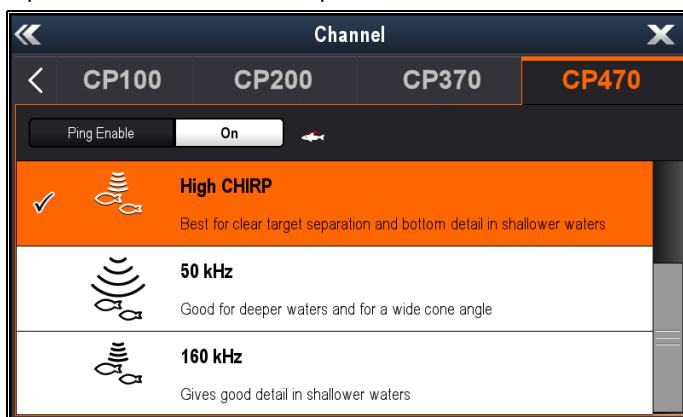 Channel
CP100 CP200 CP370 CP470
Ping Enable On
High CHIRP
Best for clear target separation and bottom detail in shallower waters
50 kHz
Good for deeper waters and for a wide cone angle
160 kHz
Gives good detail in shallower waters